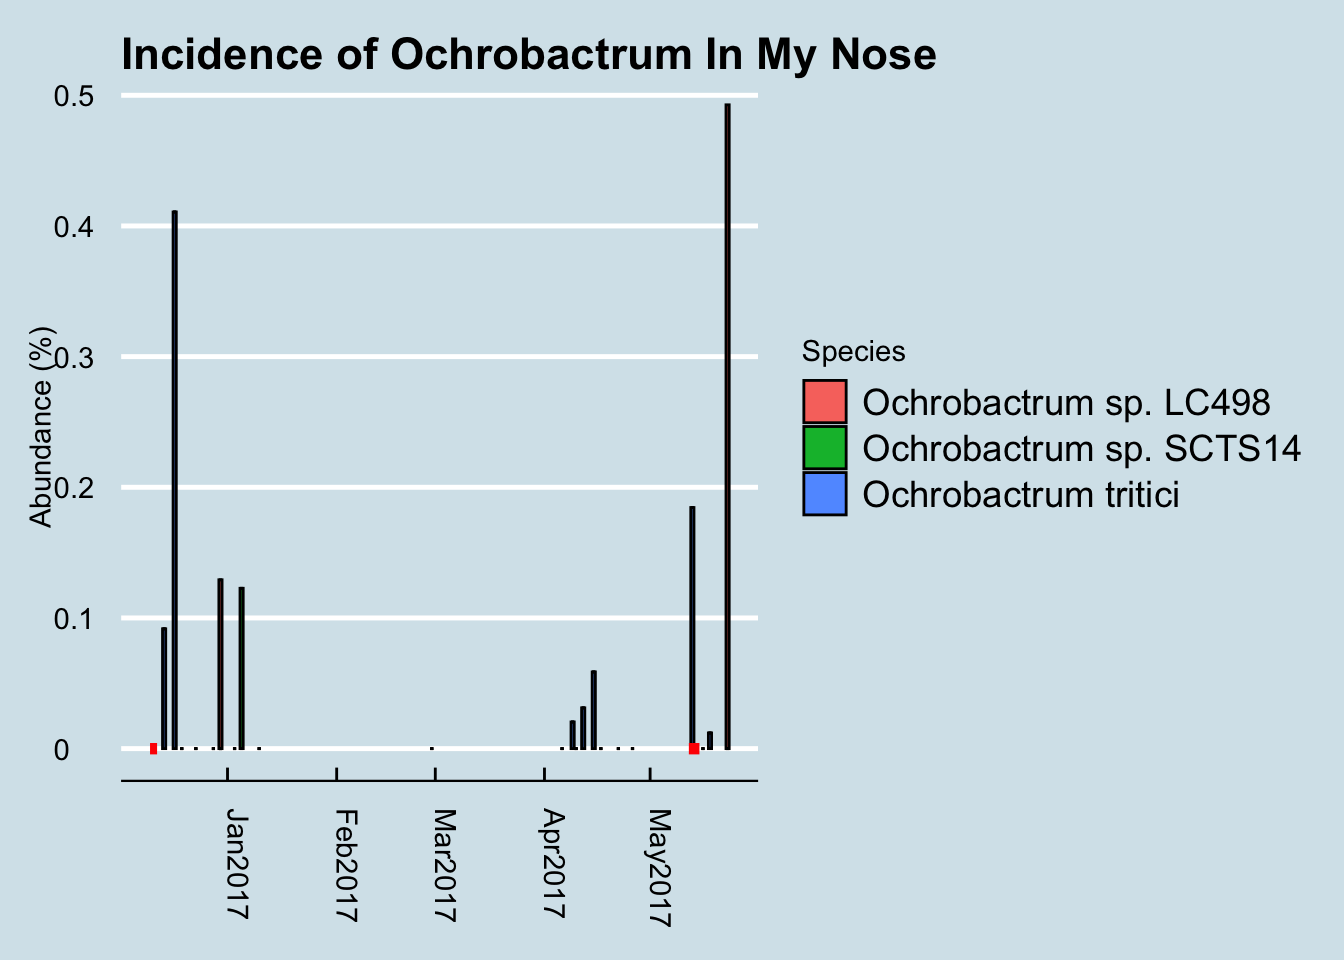 Incidence of Ochrobactrum In My Nose
Abundance (%)
0.5
0.4
0.3
0.2
0.1
0
Jan2017
Feb2017
Mar2017
Apr2017
May2017
Species
Ochrobactrum sp. LC498
Ochrobactrum sp. SCTS14
Ochrobactrum tritici